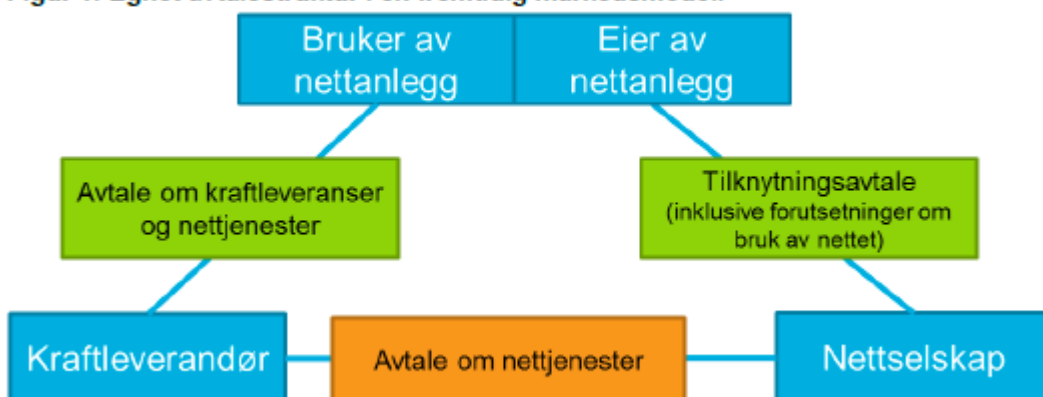 Bruker av
nettanlegg
Eier av
nettanlegg
Avtale om kraftleveranser
og nettjenester
Tilknytningsavtale
(inklusive forutsetninger om
bruk av nettet)
Kraftleverandør
Avtale om nettjenester
Nettselskap